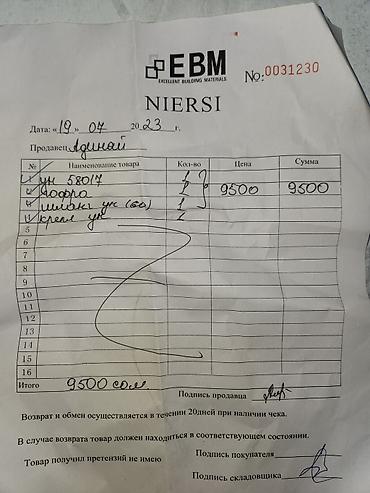 EBM
EXCELLENT BUILDING MATERIALS
No: 0031230
NIERSI
Дата: «19» 07 2023 г.
Продавец Адинай
№ Наименование товара Кол-во Цена Сумма
1 ун 58017 1
2 гофра 1 9500 9500
3 шланг ун (60) 1
4 крепл ун
5
6
7
8
9
10
11
12
13
14
15
16
Итого 9500 сом
Подпись продавца
Возврат и обмен осуществляется в течении 20дней при наличии чека.
В случае возврата товар должен находиться в соответствующем состоянии.
Товар получил претензий не имею Подпись покупателя
Подпись складовщика